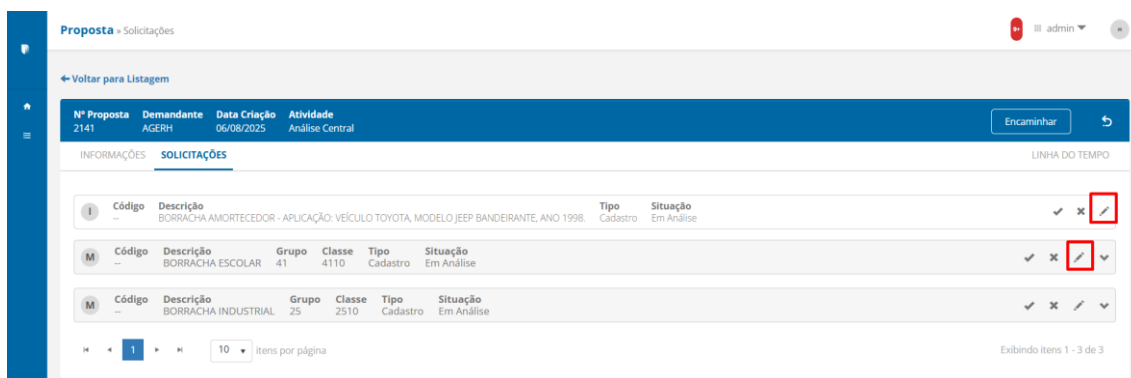 Proposta » Solicitações
9+
admin
Voltar para Listagem
Nº Proposta Demandante Data Criação Atividade
2141 AGERH 06/08/2025 Análise Central
Encaminhar
INFORMAÇÕES SOLICITAÇÕES LINHA DO TEMPO
I Código Descrição Tipo Situação
-- BORRACHA AMORTECEDOR - APLICAÇÃO: VEÍCULO TOYOTA, MODELO JEEP BANDEIRANTE, ANO 1998. Cadastro Em Análise
M Código Descrição Grupo Classe Tipo Situação
-- BORRACHA ESCOLAR 41 4110 Cadastro Em Análise
M Código Descrição Grupo Classe Tipo Situação
-- BORRACHA INDUSTRIAL 25 2510 Cadastro Em Análise
1 10 itens por página Exibindo itens 1 - 3 de 3